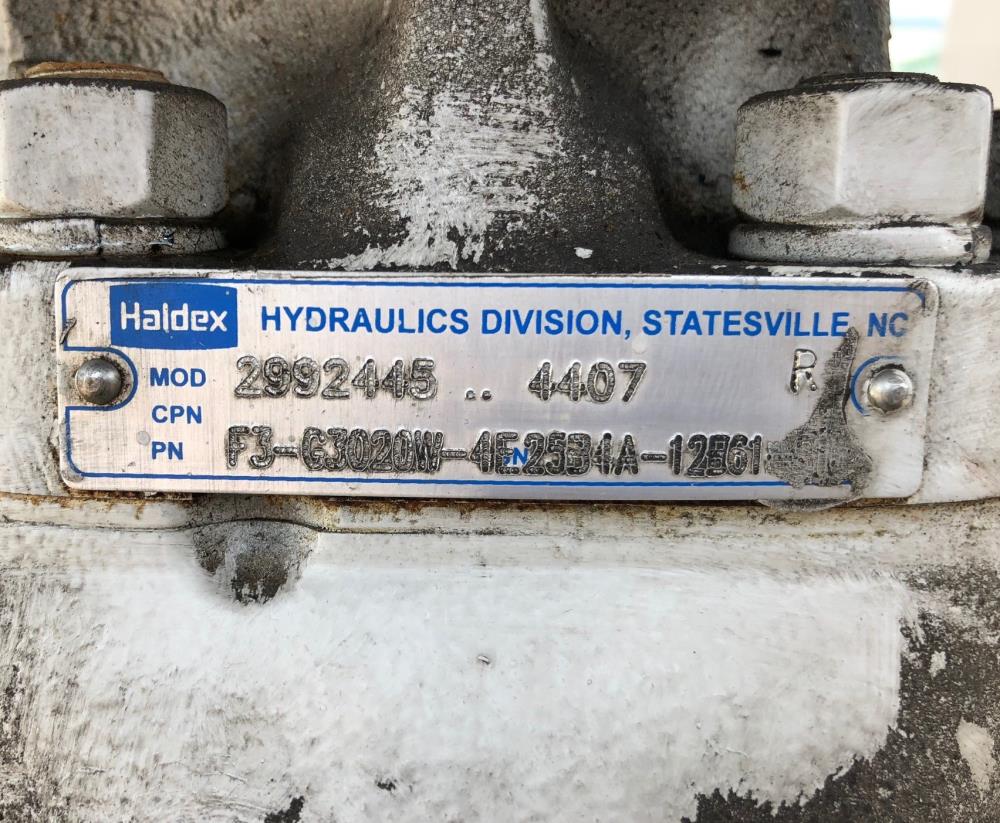 Haldex HYDRAULICS DIVISION, STATESVILLE, NC
MOD 2992445 .. 4407 R
CPN
PN F3-G3020W-4E25B4A-12B61